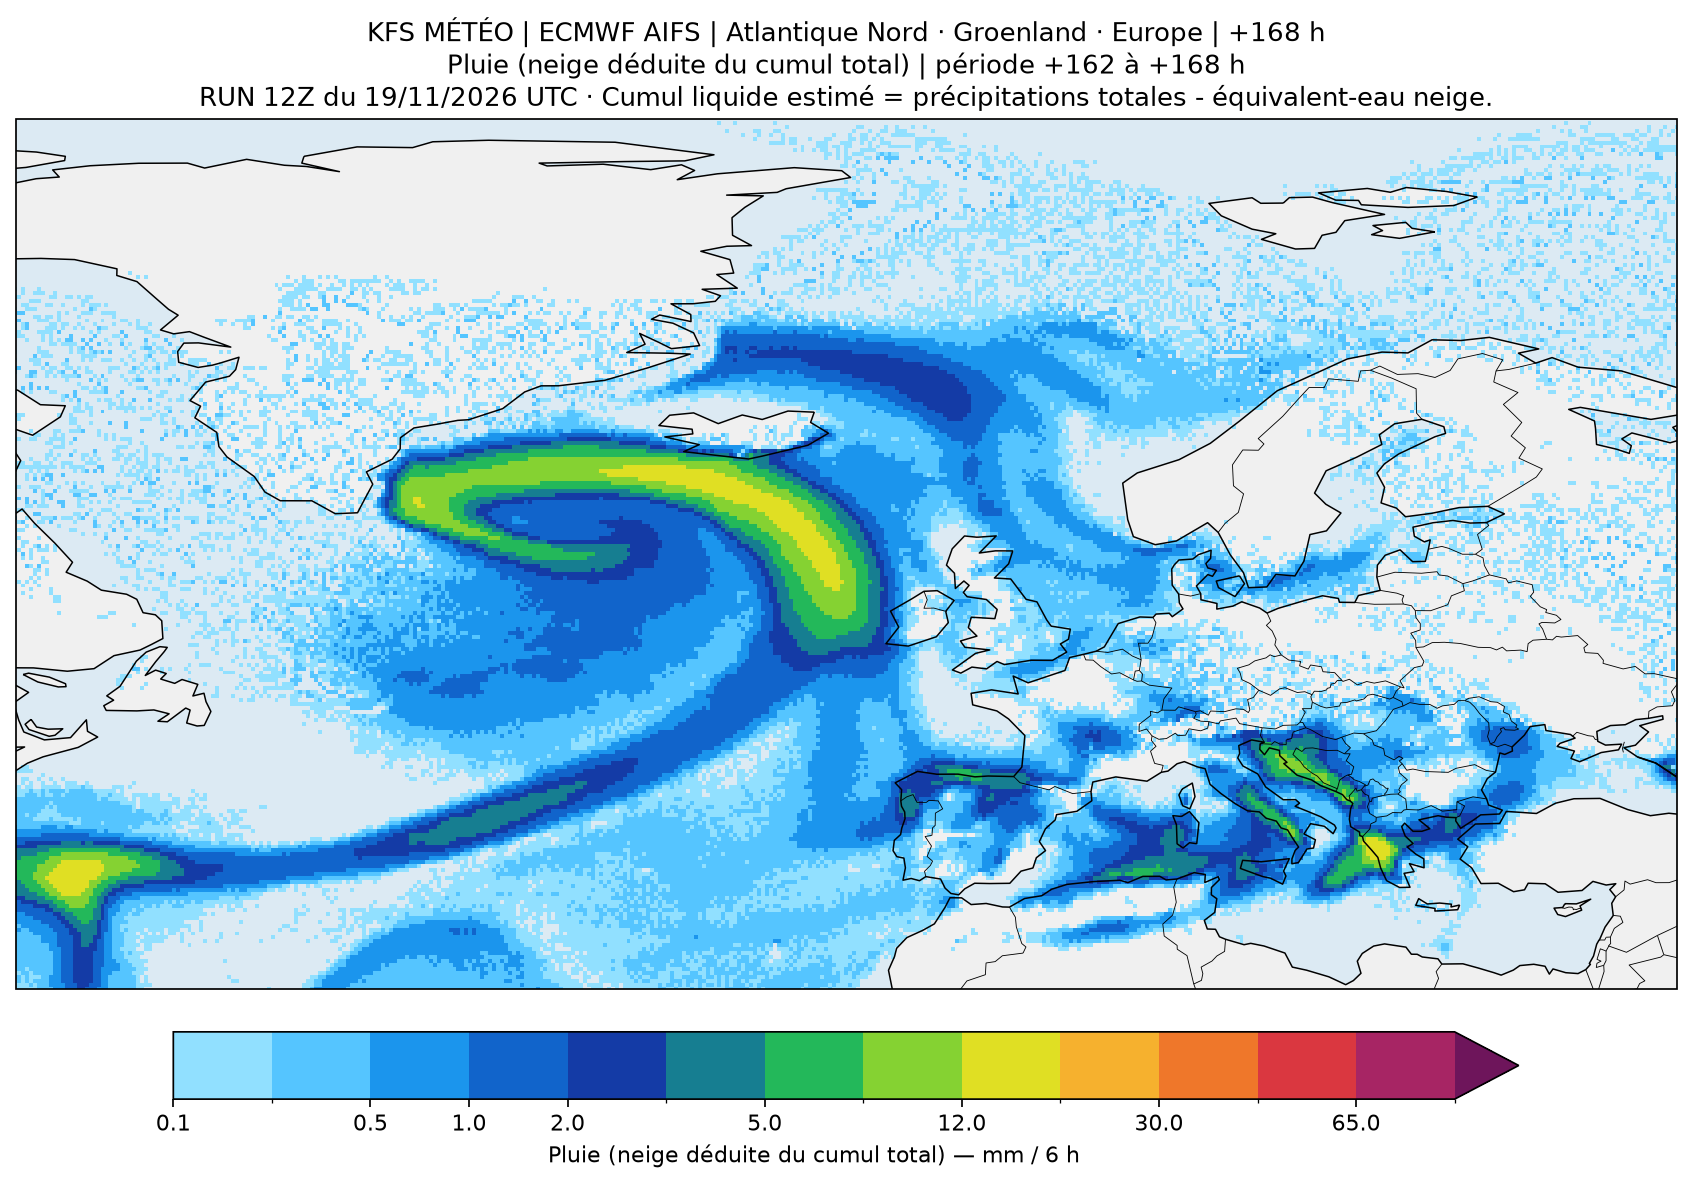 KFS MÉTÉO | ECMWF AIFS | Atlantique Nord · Groenland · Europe | +168 h
Pluie (neige déduite du cumul total) | période +162 à +168 h
RUN 12Z du 19/11/2026 UTC · Cumul liquide estimé = précipitations totales - équivalent-eau neige.
0.1 0.5 1.0 2.0 5.0 12.0 30.0 65.0
Pluie (neige déduite du cumul total) — mm / 6 h